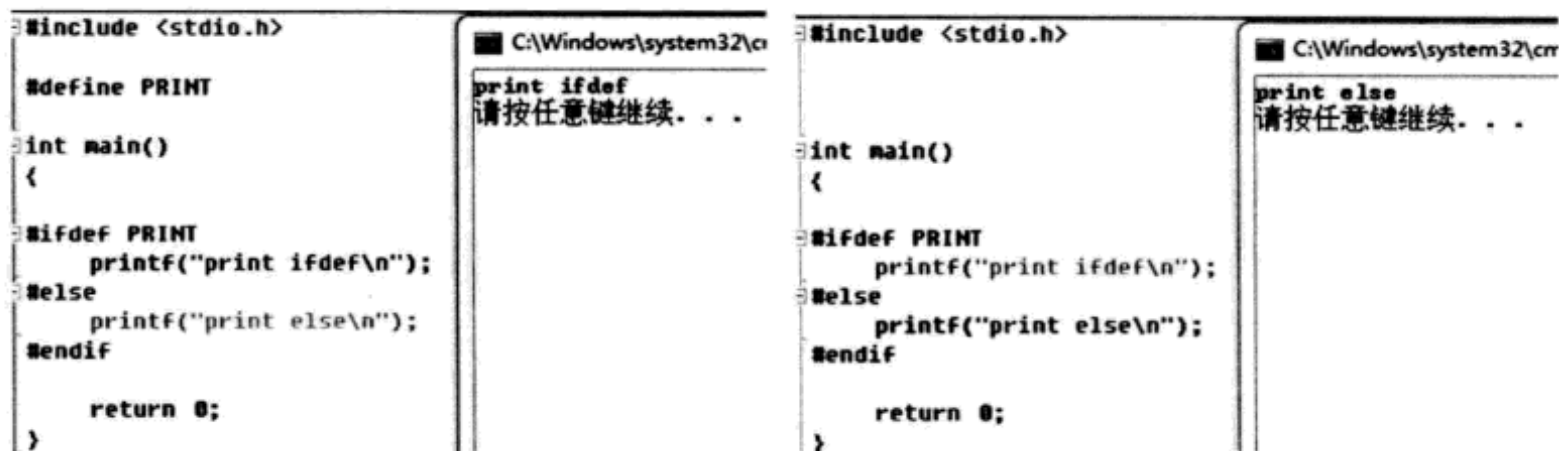 #include <stdio.h>
#define PRINT
int main()
{
#ifdef PRINT
printf("print ifdef\n");
#else
printf("print else\n");
#endif
return 0;
}
C:\Windows\system32\c
print ifdef
请按任意键继续. . .
#include <stdio.h>
int main()
{
#ifdef PRINT
printf("print ifdef\n");
#else
printf("print else\n");
#endif
return 0;
}
C:\Windows\system32\cm
print else
请按任意键继续. . .